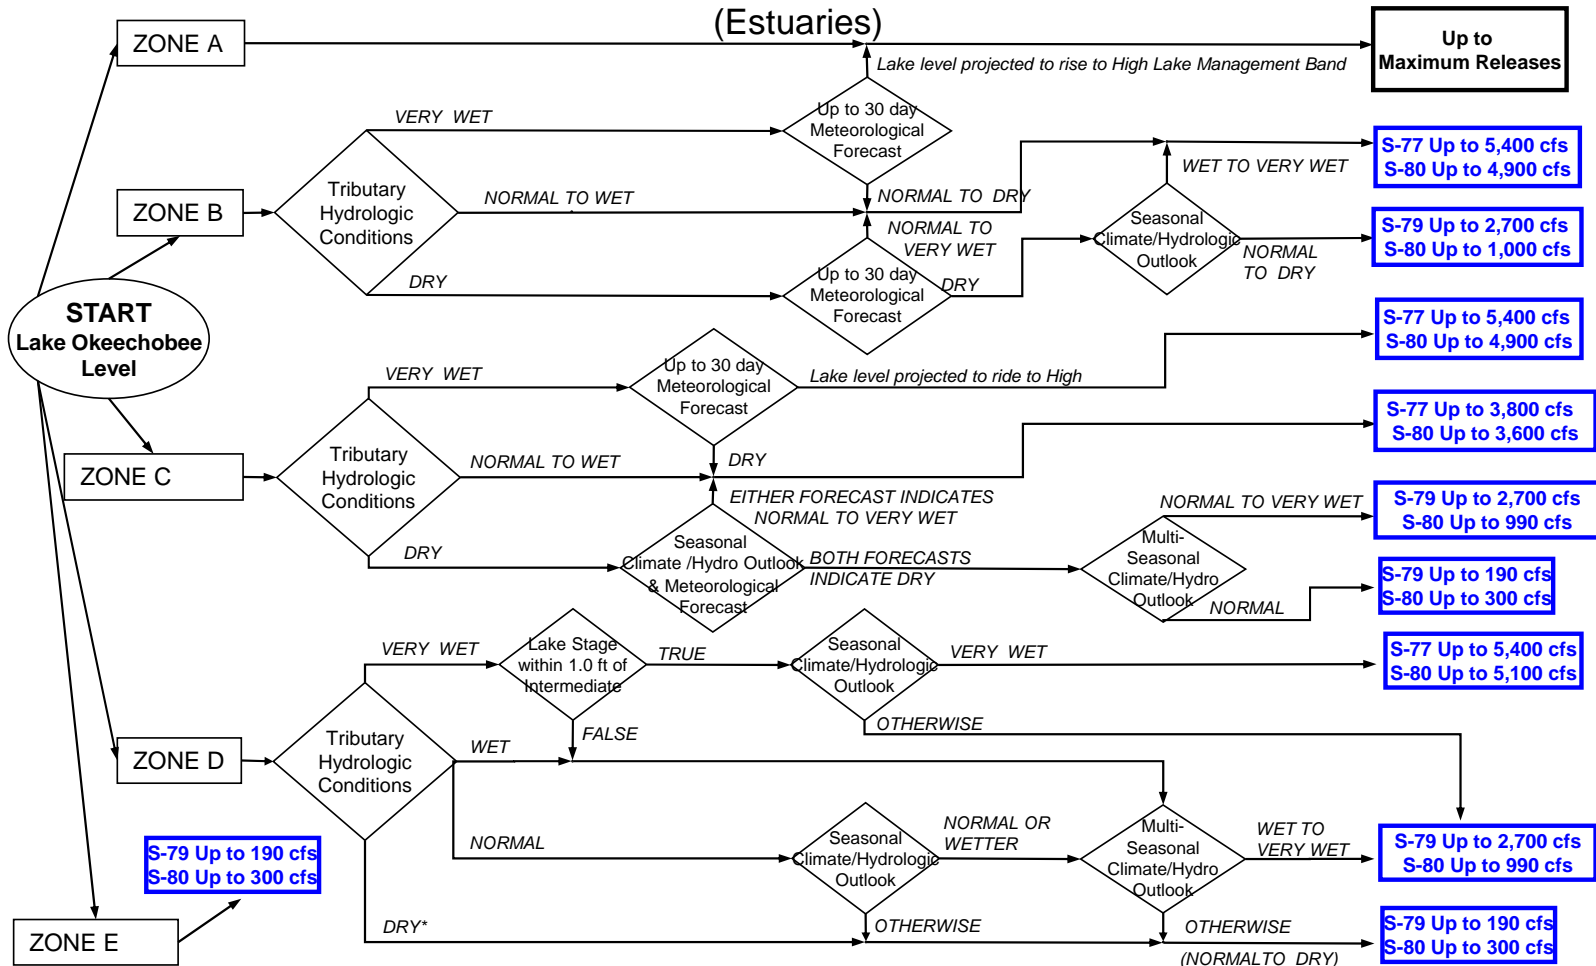 (Estuaries)
ZONE A
Up to
Maximum Releases
Lake level projected to rise to High Lake Management Band
VERY WET
Up to 30 day
Meteorological
Forecast
S-77 Up to 5,400 cfs
S-80 Up to 4,900 cfs
WET TO VERY WET
ZONE B
Tributary
Hydrologic
Conditions
NORMAL TO WET
NORMAL TO DRY
NORMAL TO
VERY WET
Seasonal
Climate/Hydrologic
Outlook
S-79 Up to 2,700 cfs
S-80 Up to 1,000 cfs
NORMAL
TO DRY
DRY
Up to 30 day
Meteorological
Forecast
DRY
START
Lake Okeechobee
Level
S-77 Up to 5,400 cfs
S-80 Up to 4,900 cfs
VERY WET
Up to 30 day
Meteorological
Forecast
Lake level projected to ride to High
S-77 Up to 3,800 cfs
S-80 Up to 3,600 cfs
ZONE C
Tributary
Hydrologic
Conditions
NORMAL TO WET
DRY
EITHER FORECAST INDICATES
NORMAL TO VERY WET
NORMAL TO VERY WET
S-79 Up to 2,700 cfs
S-80 Up to 990 cfs
DRY
Seasonal
Climate /Hydro Outlook
& Meteorological
Forecast
BOTH FORECASTS
INDICATE DRY
Multi-
Seasonal
Climate/Hydro
Outlook
NORMAL
S-79 Up to 190 cfs
S-80 Up to 300 cfs
VERY WET
Lake Stage
within 1.0 ft of
Intermediate
TRUE
Seasonal
Climate/Hydrologic
Outlook
VERY WET
S-77 Up to 5,400 cfs
S-80 Up to 5,100 cfs
OTHERWISE
FALSE
ZONE D
Tributary
Hydrologic
Conditions
WET
NORMAL
Seasonal
Climate/Hydrologic
Outlook
NORMAL OR
WETTER
Multi-
Seasonal
Climate/Hydro
Outlook
WET TO
VERY WET
S-79 Up to 2,700 cfs
S-80 Up to 990 cfs
S-79 Up to 190 cfs
S-80 Up to 300 cfs
ZONE E
DRY*
OTHERWISE
OTHERWISE
(NORMALTO DRY)
S-79 Up to 190 cfs
S-80 Up to 300 cfs